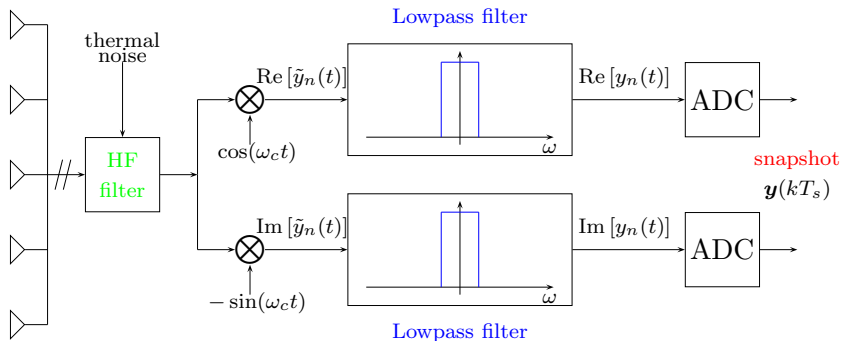 Lowpass filter
thermal
noise
Re [ỹₙ(t)]
Re [yₙ(t)]
ADC
cos(ω_c t)
ω
HF
filter
snapshot
𝒚(kTₛ)
Im [ỹₙ(t)]
Im [yₙ(t)]
ADC
− sin(ω_c t)
ω
Lowpass filter